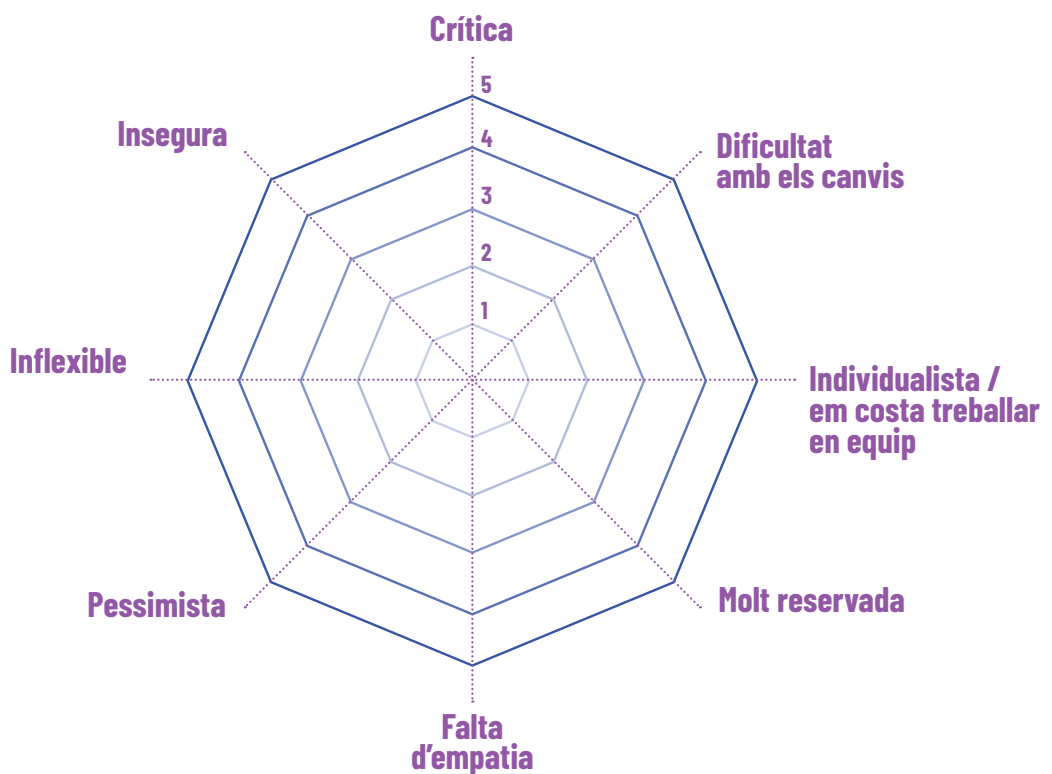 Crítica
5
4
3
2
1
Insegura
Dificultat
amb els canvis
Inflexible
Individualista /
em costa treballar
en equip
Pessimista
Molt reservada
Falta
d’empatia